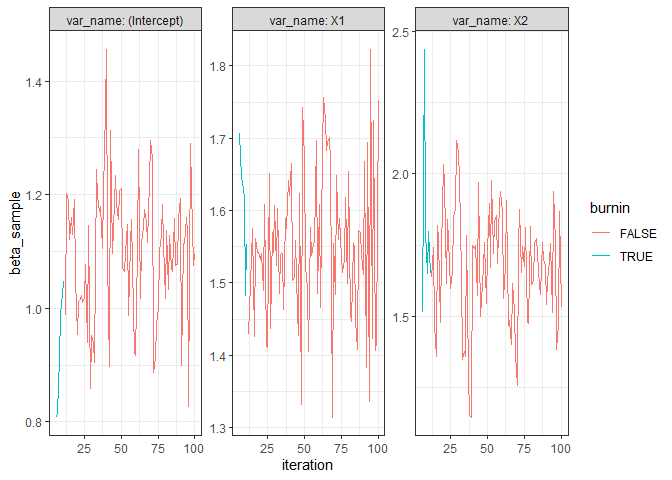 var_name: (Intercept)
var_name: X1
var_name: X2
beta_sample
1.4
1.2
1.0
0.8
1.8
1.7
1.6
1.5
1.4
1.3
2.5
2.0
1.5
25 50 75 100
25 50 75 100
25 50 75 100
iteration
burnin
FALSE
TRUE